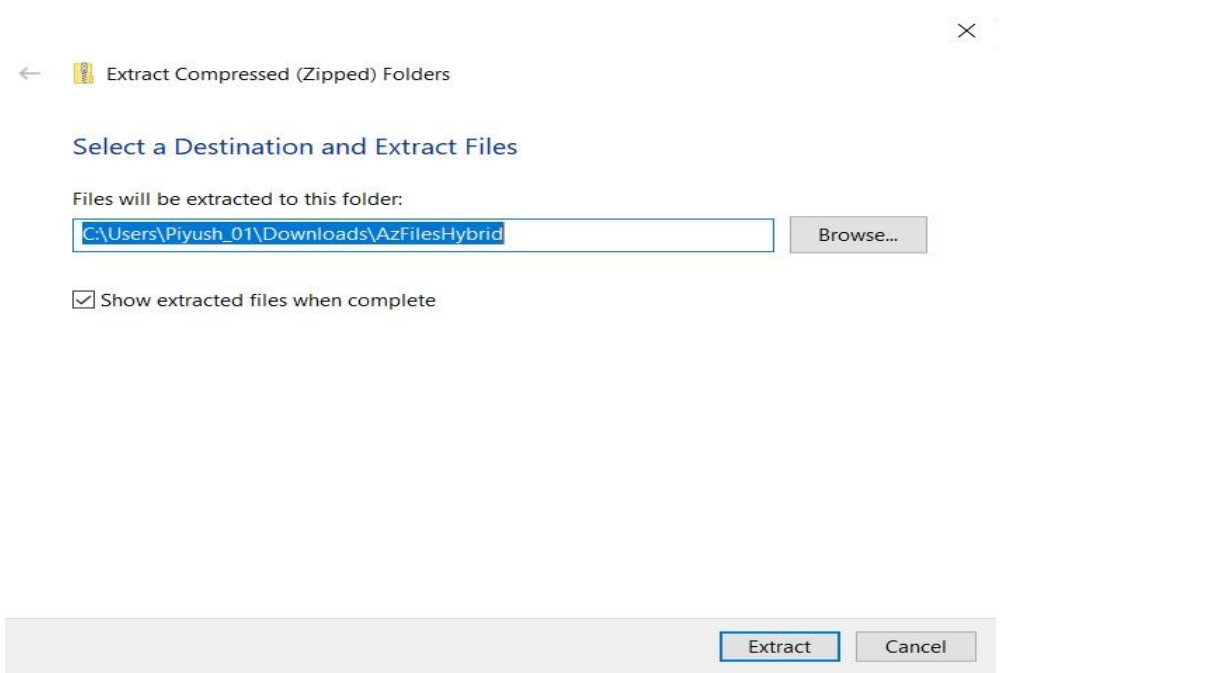 Extract Compressed (Zipped) Folders
Select a Destination and Extract Files
Files will be extracted to this folder:
C:\Users\Piyush_01\Downloads\AzFilesHybrid
Browse...
Show extracted files when complete
Extract
Cancel